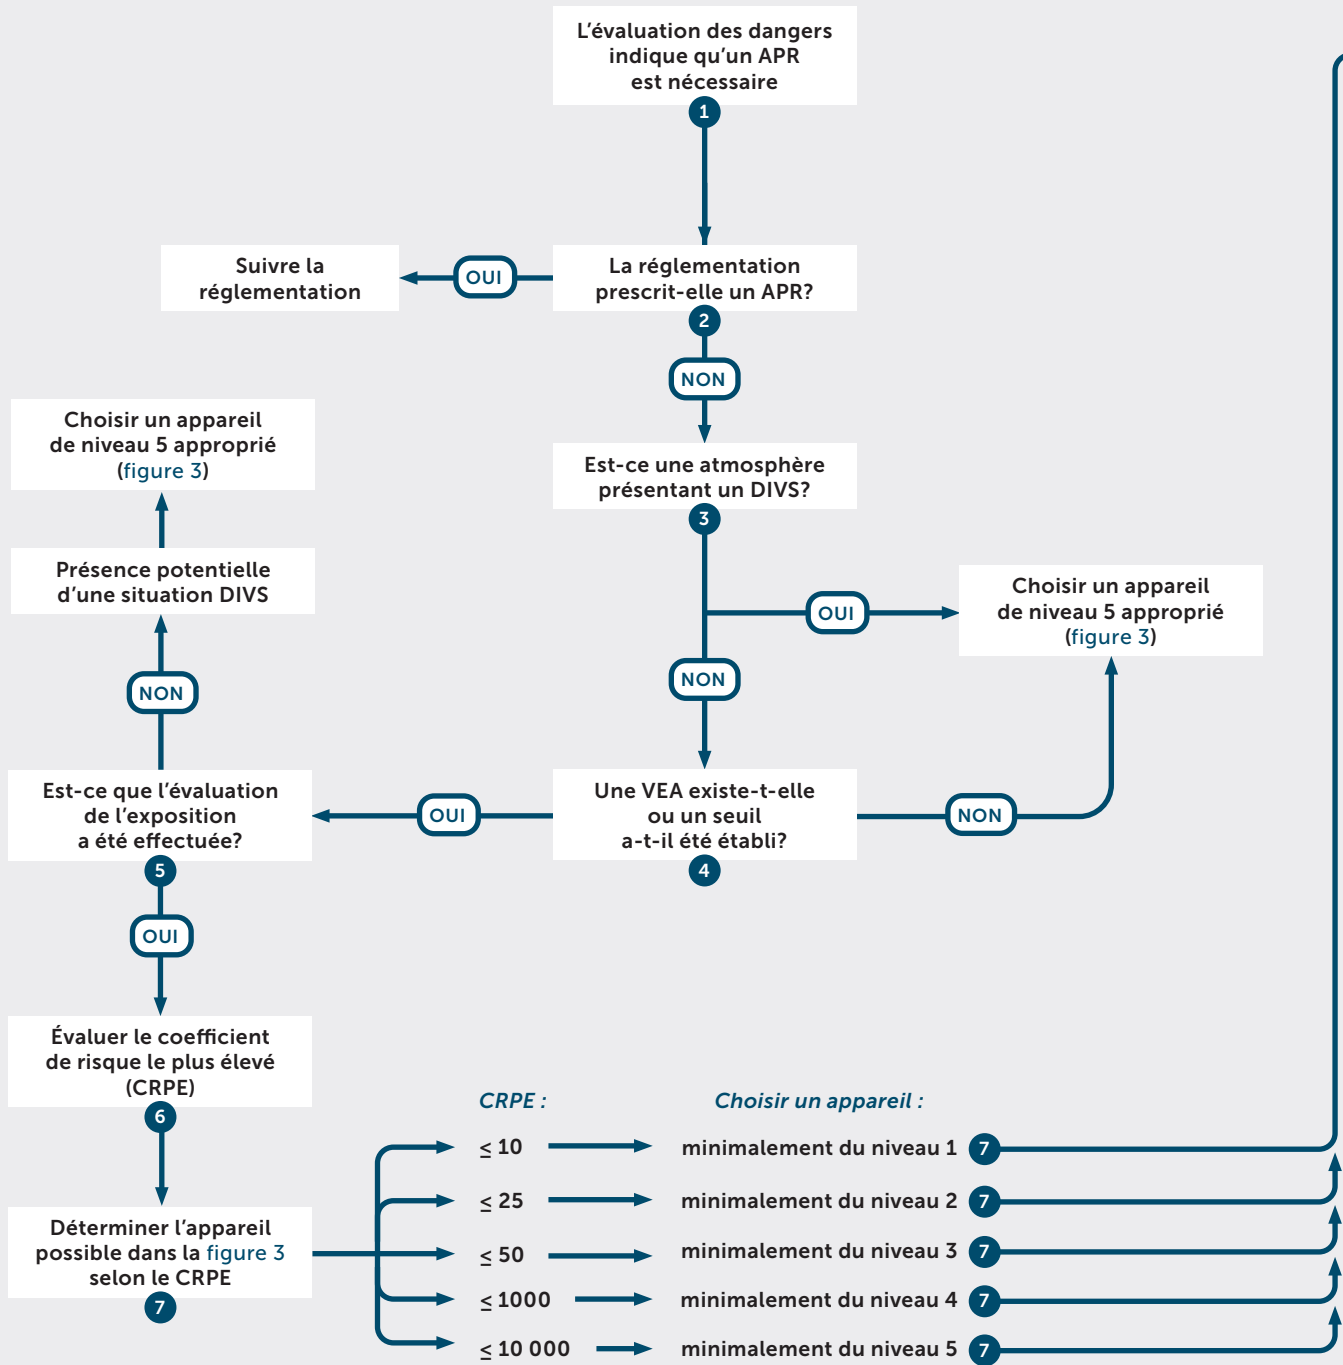 L'évaluation des dangers
indique qu'un APR
est nécessaire
1
Suivre la
réglementation
OUI
La réglementation
prescrit-elle un APR?
2
NON
Choisir un appareil
de niveau 5 approprié
(figure 3)
Est-ce une atmosphère
présentant un DIVS?
3
Présence potentielle
d'une situation DIVS
OUI
Choisir un appareil
de niveau 5 approprié
(figure 3)
NON
NON
Est-ce que l'évaluation
de l'exposition
a été effectuée?
5
OUI
Une VEA existe-t-elle
ou un seuil
a-t-il été établi?
4
NON
OUI
Évaluer le coefficient
de risque le plus élevé
(CRPE)
6
Déterminer l'appareil
possible dans la figure 3
selon le CRPE
7
CRPE : Choisir un appareil :
≤ 10 minimalement du niveau 1 7
≤ 25 minimalement du niveau 2 7
≤ 50 minimalement du niveau 3 7
≤ 1000 minimalement du niveau 4 7
≤ 10 000 minimalement du niveau 5 7